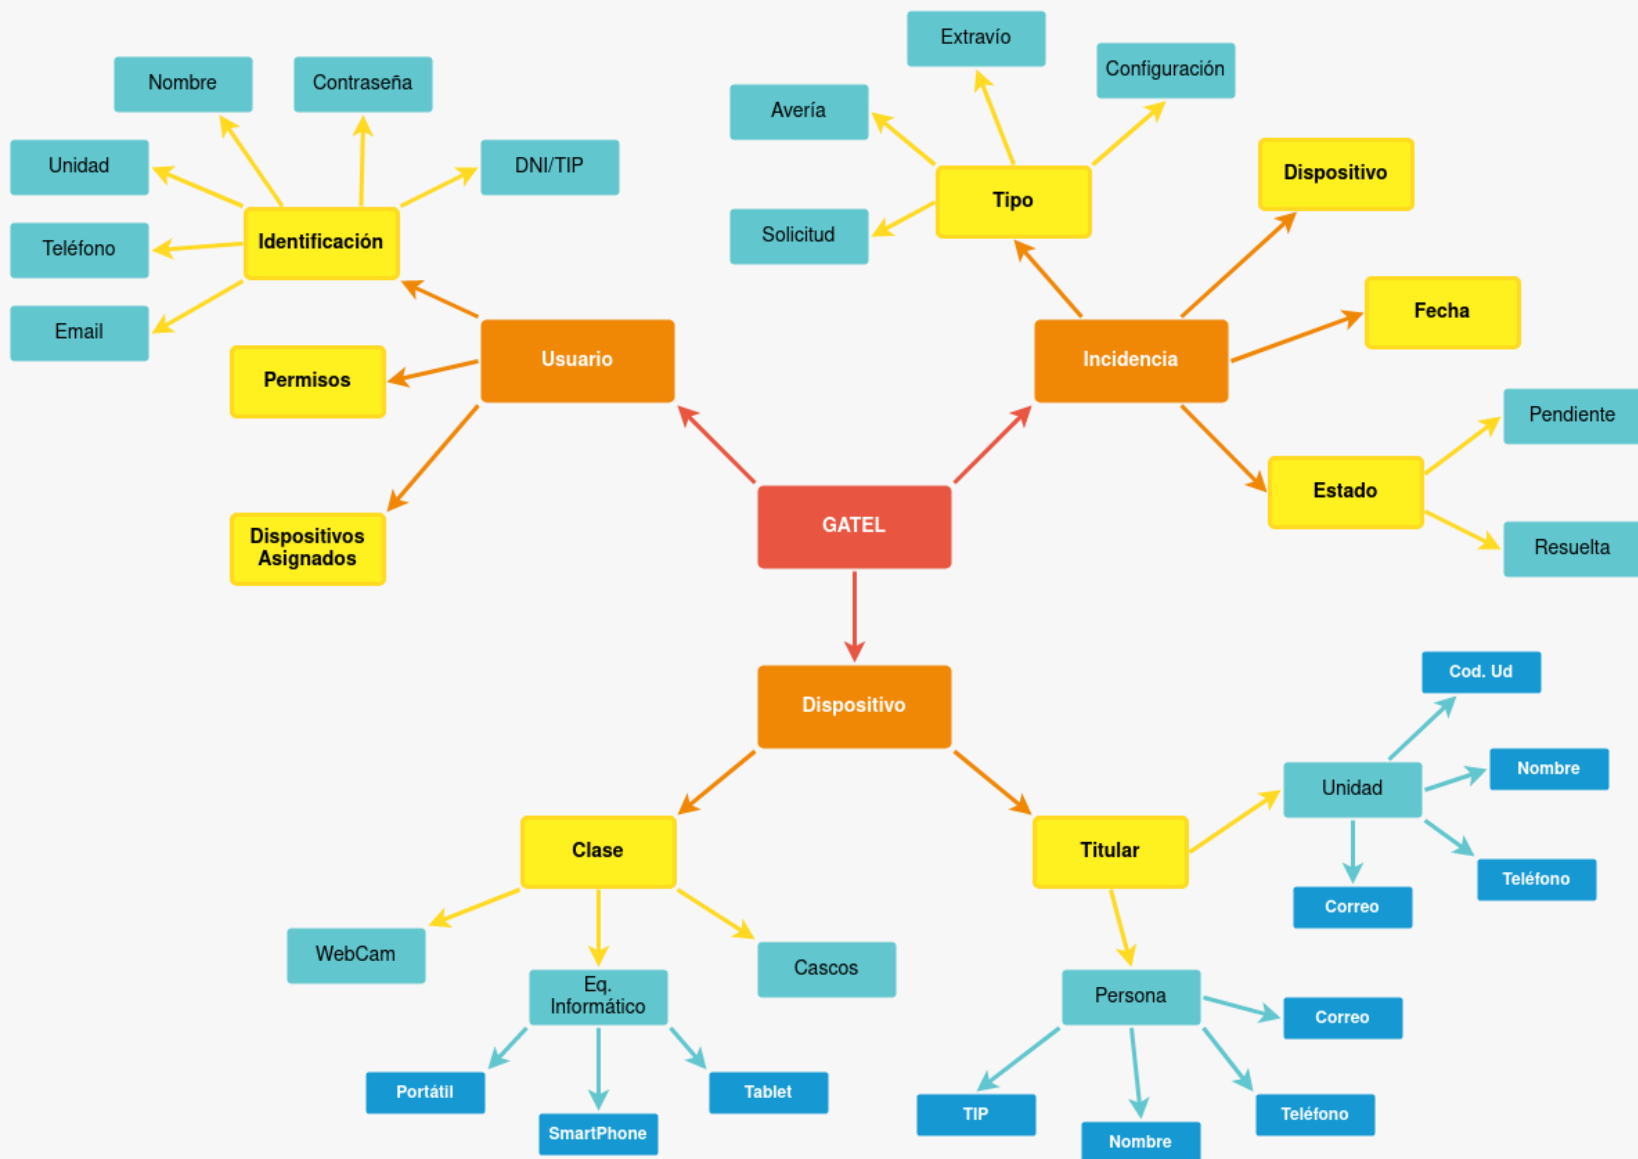 Extravío
Configuración
Nombre
Contraseña
Avería
Unidad
DNI/TIP
Dispositivo
Tipo
Solicitud
Identificación
Teléfono
Fecha
Email
Usuario
Incidencia
Permisos
Pendiente
Estado
GATEL
Dispositivos
Asignados
Resuelta
Cod. Ud
Dispositivo
Nombre
Unidad
Clase
Titular
Teléfono
Correo
WebCam
Cascos
Eq.
Informático
Persona
Correo
Portátil
Tablet
TIP
Teléfono
SmartPhone
Nombre